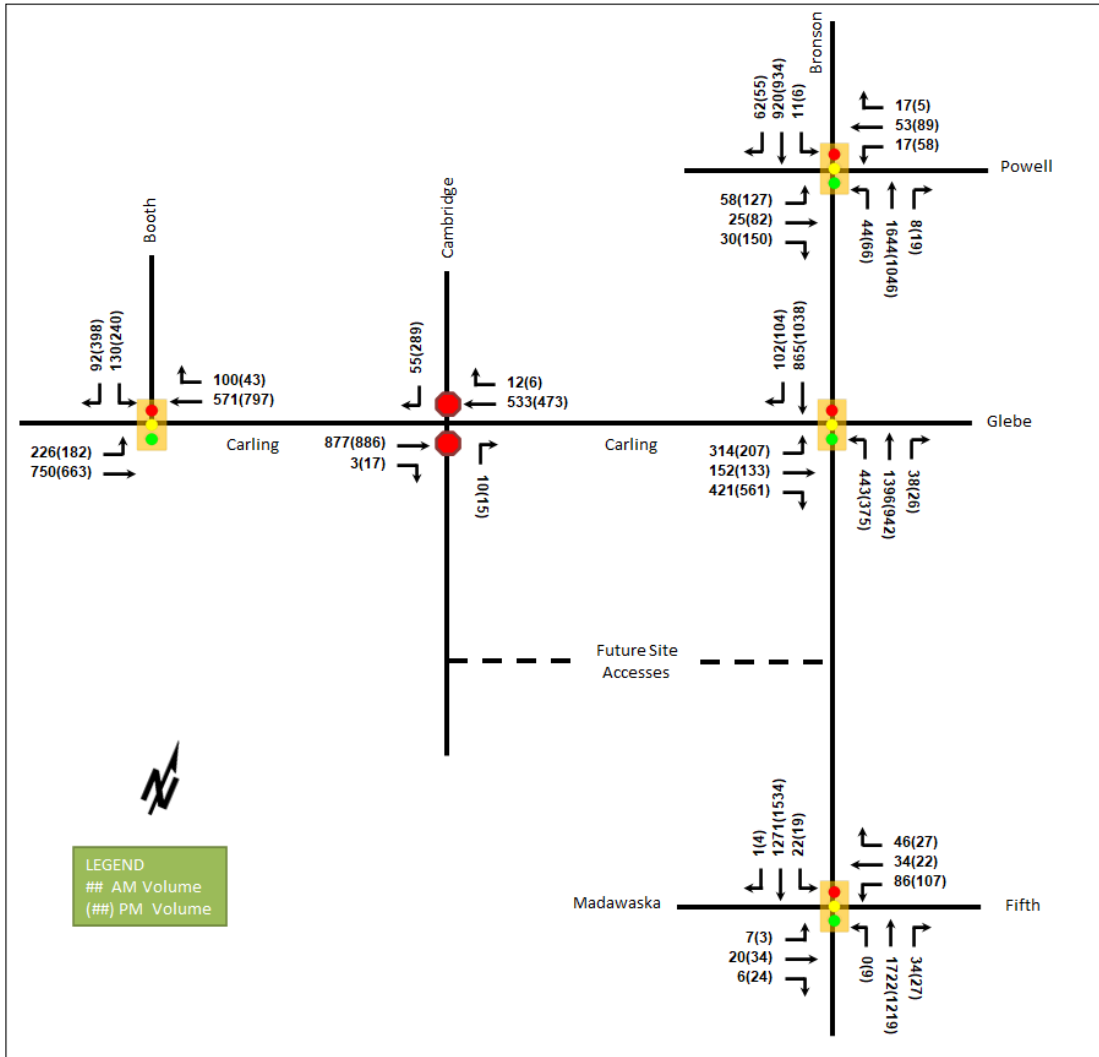 Bronson
62(55)
920(934)
11(6)
17(5)
53(89)
17(58)
Powell
58(127)
25(82)
30(150)
44(66)
1644(1046)
8(19)
Booth
Cambridge
92(398)
130(240)
100(43)
571(797)
55(289)
12(6)
533(473)
102(104)
865(1038)
Glebe
226(182)
750(663)
Carling
877(886)
3(17)
10(15)
Carling
314(207)
152(133)
421(561)
443(375)
1396(942)
38(26)
Future Site
Accesses
N
LEGEND
## AM Volume
(##) PM Volume
1(4)
1271(1534)
22(19)
46(27)
34(22)
86(107)
Madawaska
Fifth
7(3)
20(34)
6(24)
0(9)
1722(1219)
34(27)